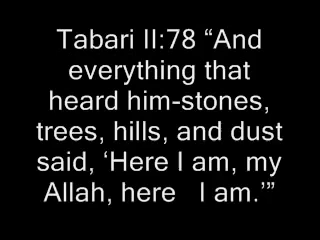 Tabari II:78 “And
everything that
heard him-stones,
trees, hills, and dust
said, ‘Here I am, my
Allah, here   I am.’”